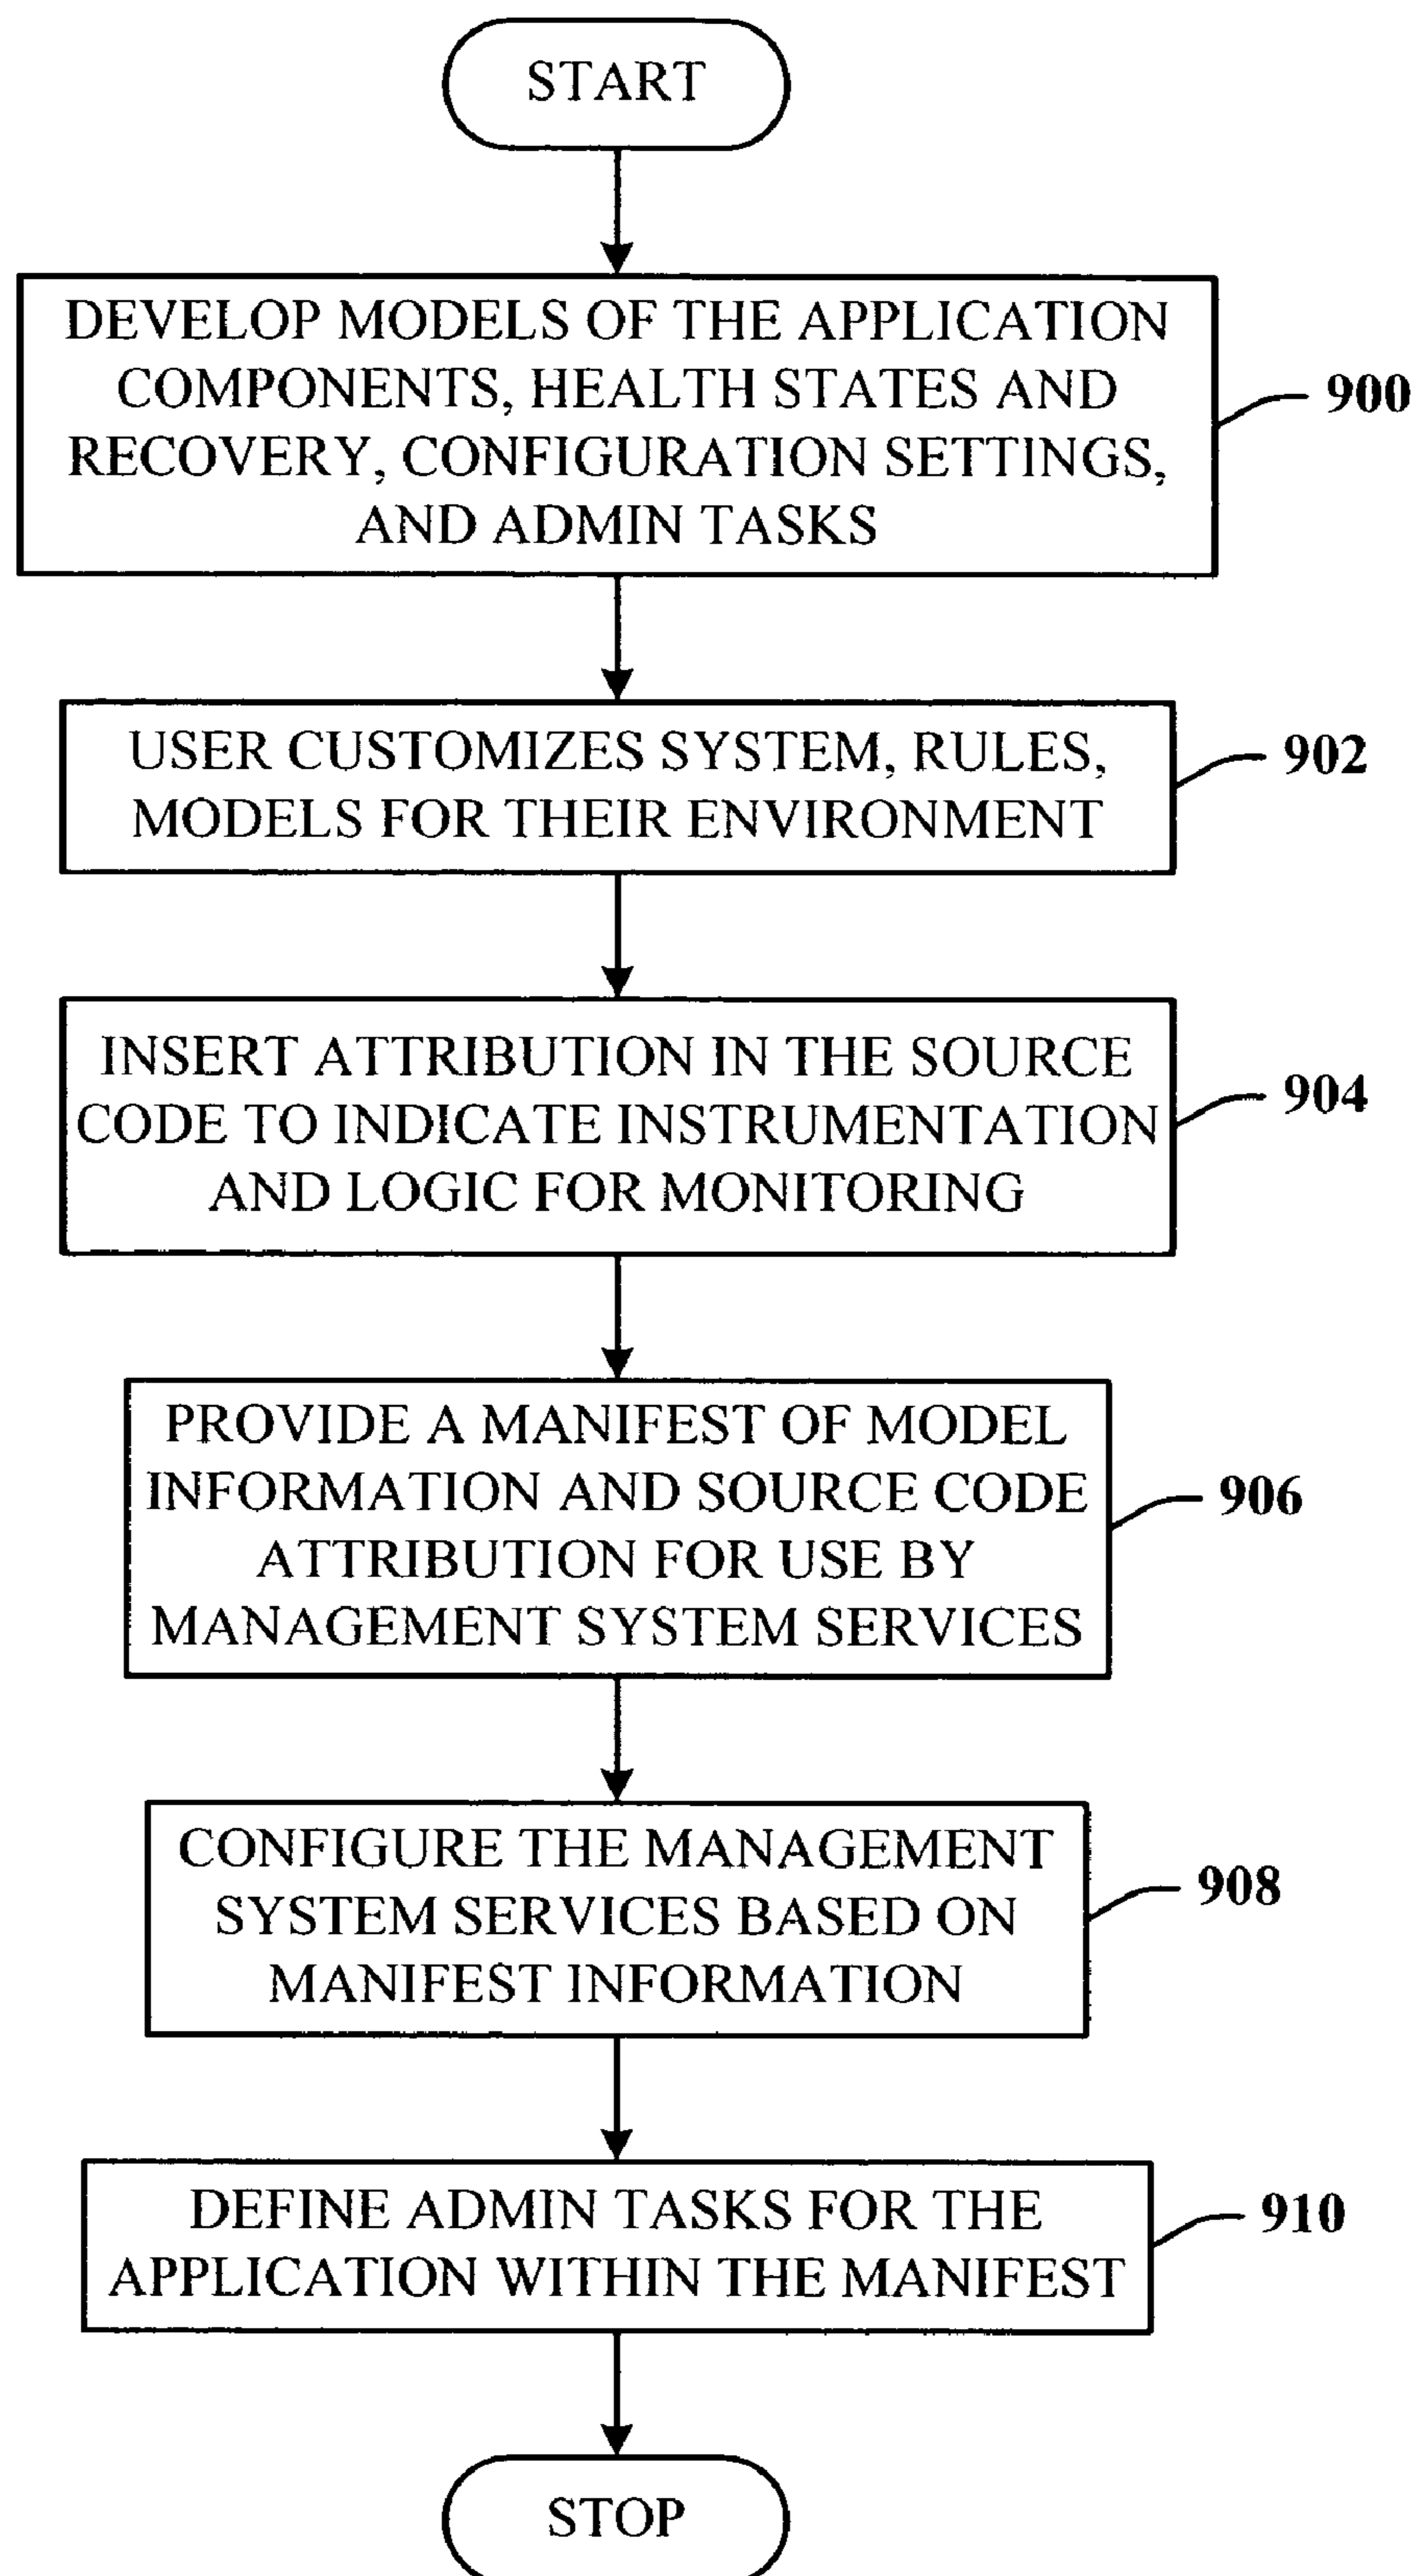 START
DEVELOP MODELS OF THE APPLICATION
COMPONENTS, HEALTH STATES AND
RECOVERY, CONFIGURATION SETTINGS,
AND ADMIN TASKS
900
USER CUSTOMIZES SYSTEM, RULES,
MODELS FOR THEIR ENVIRONMENT
902
INSERT ATTRIBUTION IN THE SOURCE
CODE TO INDICATE INSTRUMENTATION
AND LOGIC FOR MONITORING
904
PROVIDE A MANIFEST OF MODEL
INFORMATION AND SOURCE CODE
ATTRIBUTION FOR USE BY
MANAGEMENT SYSTEM SERVICES
906
CONFIGURE THE MANAGEMENT
SYSTEM SERVICES BASED ON
MANIFEST INFORMATION
908
DEFINE ADMIN TASKS FOR THE
APPLICATION WITHIN THE MANIFEST
910
STOP